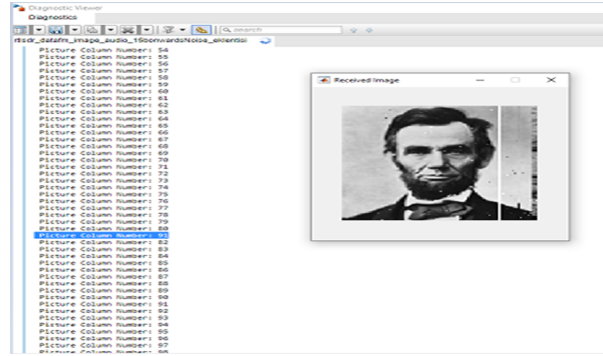 Diagnostic Viewer
Diagnostics
search
Picture Column Number: 54
Picture Column Number: 55
Picture Column Number: 56
Picture Column Number: 57
Picture Column Number: 58
Picture Column Number: 59
Picture Column Number: 60
Picture Column Number: 61
Picture Column Number: 62
Picture Column Number: 63
Picture Column Number: 64
Picture Column Number: 65
Picture Column Number: 66
Picture Column Number: 67
Picture Column Number: 68
Picture Column Number: 69
Picture Column Number: 70
Picture Column Number: 71
Picture Column Number: 72
Picture Column Number: 73
Picture Column Number: 74
Picture Column Number: 75
Picture Column Number: 76
Picture Column Number: 77
Picture Column Number: 78
Picture Column Number: 79
Picture Column Number: 80
Picture Column Number: 91
Picture Column Number: 82
Picture Column Number: 83
Picture Column Number: 84
Picture Column Number: 85
Picture Column Number: 86
Picture Column Number: 87
Picture Column Number: 88
Picture Column Number: 89
Picture Column Number: 90
Picture Column Number: 91
Picture Column Number: 92
Picture Column Number: 93
Picture Column Number: 94
Picture Column Number: 95
Picture Column Number: 96
Picture Column Number: 97
Picture Column Number: 98
Received Image